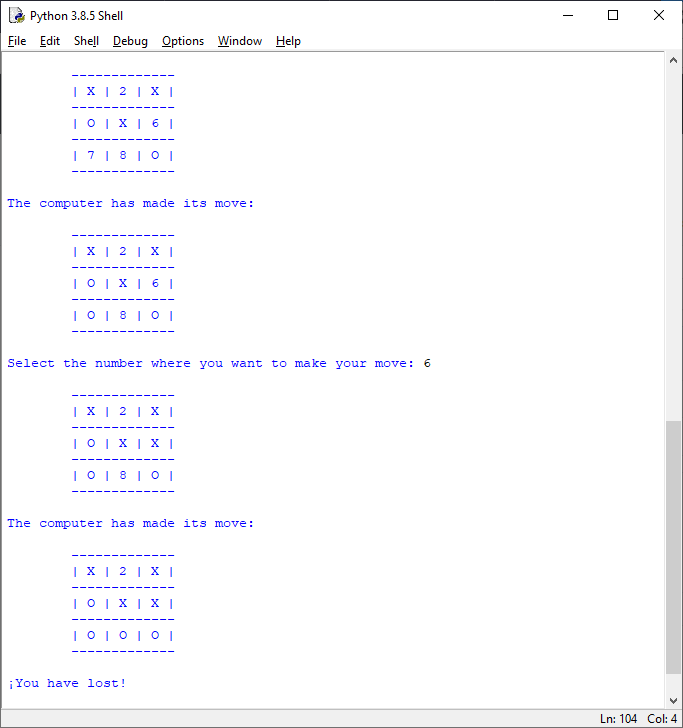 Python 3.8.5 Shell
File Edit Shell Debug Options Window Help
-------------
| X | 2 | X |
-------------
| O | X | 6 |
-------------
| 7 | 8 | O |
-------------
The computer has made its move:
-------------
| X | 2 | X |
-------------
| O | X | 6 |
-------------
| O | 8 | O |
-------------
Select the number where you want to make your move: 6
-------------
| X | 2 | X |
-------------
| O | X | X |
-------------
| O | 8 | O |
-------------
The computer has made its move:
-------------
| X | 2 | X |
-------------
| O | X | X |
-------------
| O | O | O |
-------------
¡You have lost!
Ln: 104 Col: 4